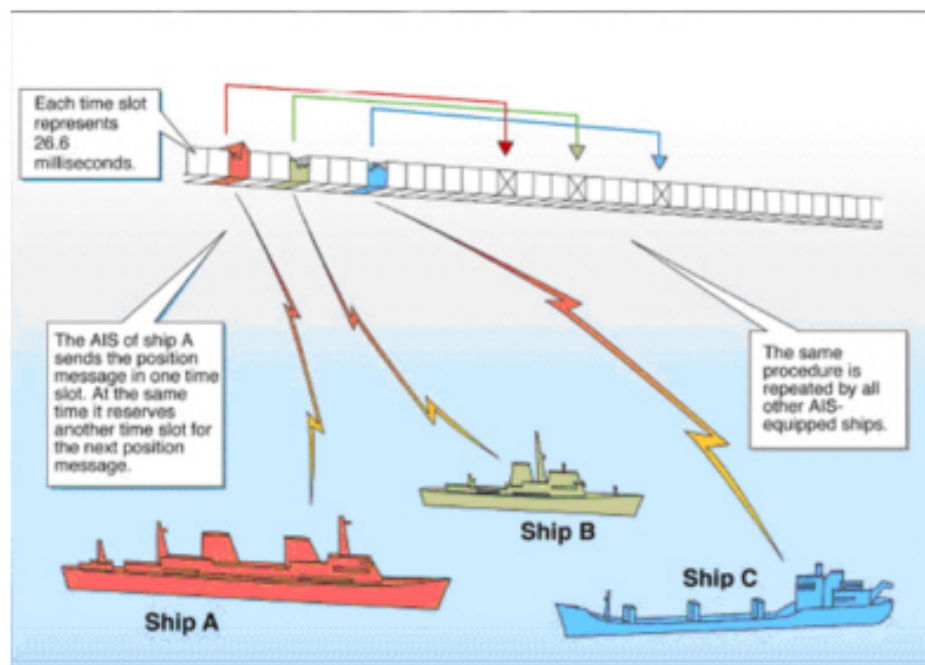 Each time slot
represents
26.6
milliseconds.
The AIS of ship A
sends the position
message in one time
slot. At the same
time it reserves
another time slot for
the next position
message.
The same
procedure is
repeated by all
other AIS-
equipped ships.
Ship B
Ship C
Ship A